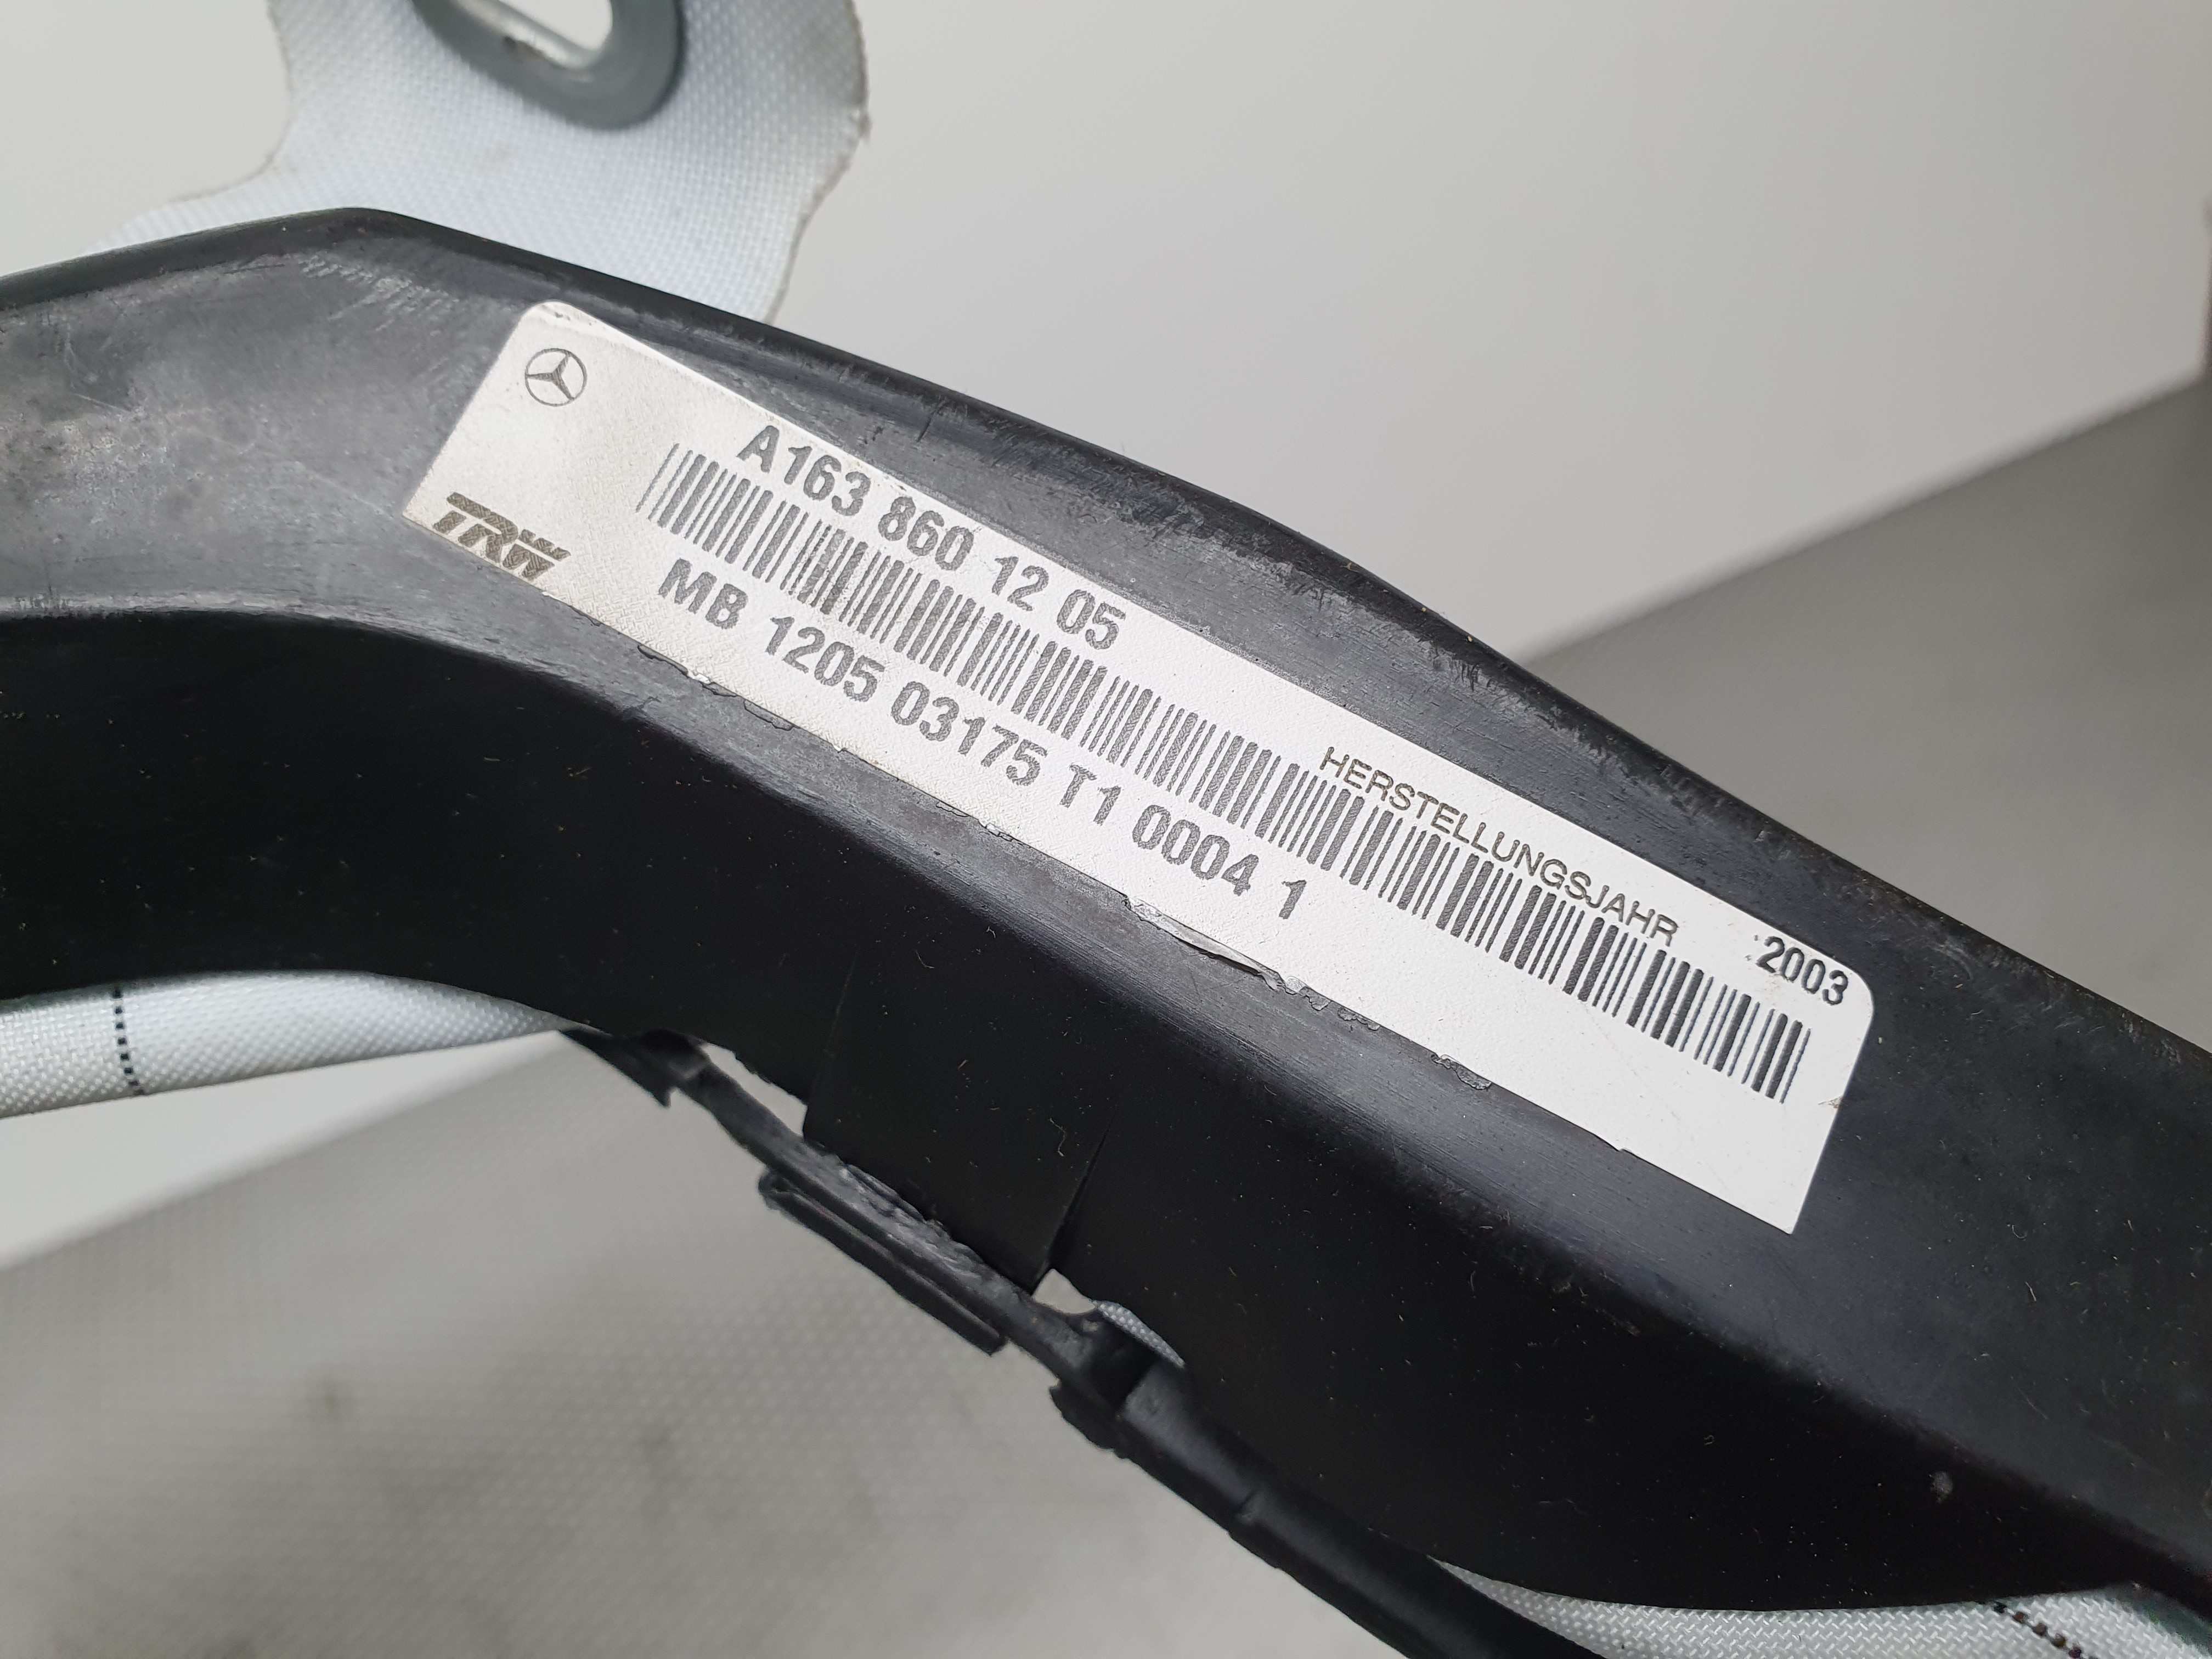 A163 860 12 05
HERSTELLUNGSJAHR 2003
MB 1205 03175 T1 0004 1
TRW